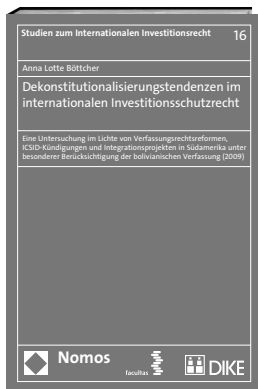 Studien zum Internationalen Investitionsrecht 16
Anna Lotte Böttcher
Dekonstitutionalisierungstendenzen im
internationalen Investitionsschutzrecht
Eine Untersuchung im Lichte von Verfassungsrechtsreformen,
ICSID-Kündigungen und Integrationsprojekten in Südamerika unter
besonderer Berücksichtigung der bolivianischen Verfassung (2009)
Nomos
facultas
DIKE